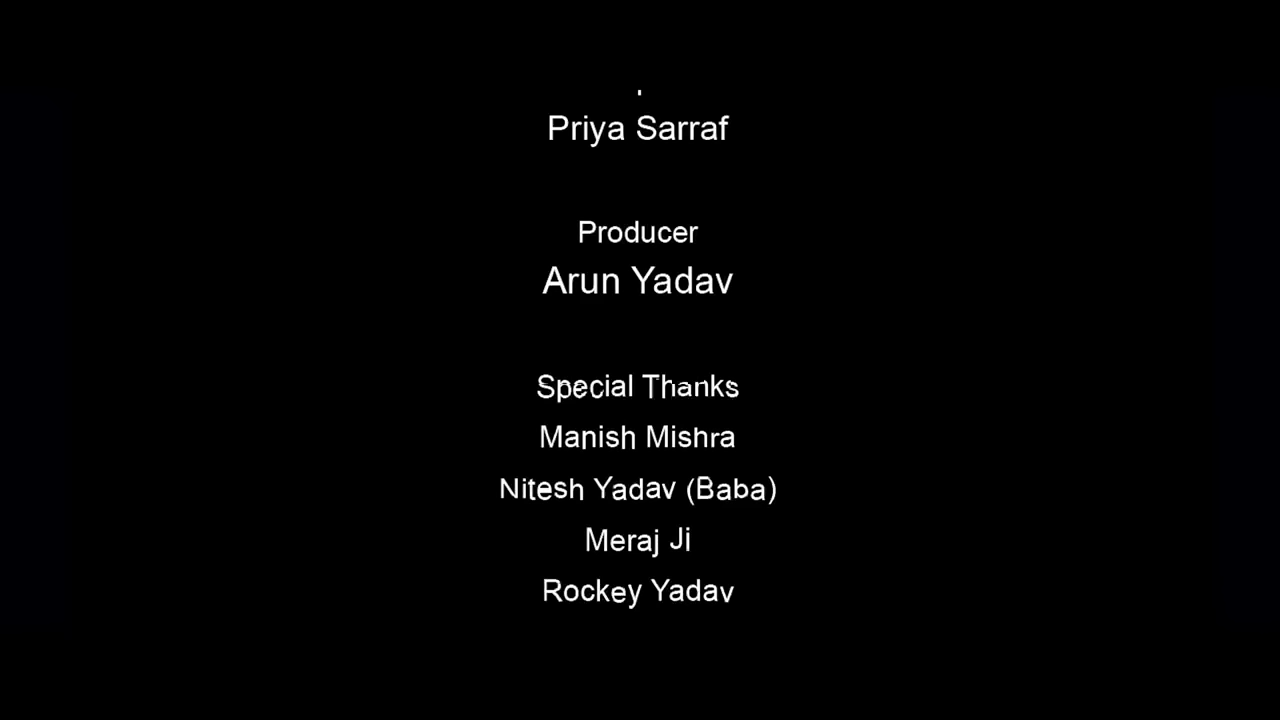 Priya Sarraf
Producer
Arun Yadav
Special Thanks
Manish Mishra
Nitesh Yadav (Baba)
Meraj Ji
Rockey Yadav